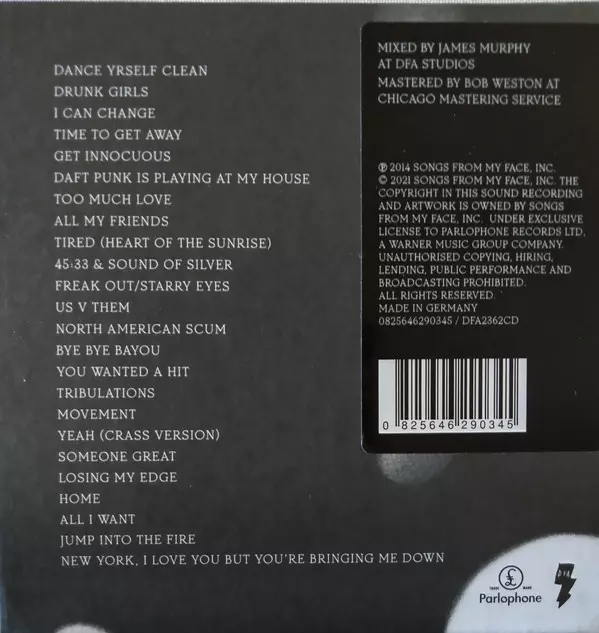 DANCE YRSELF CLEAN
DRUNK GIRLS
I CAN CHANGE
TIME TO GET AWAY
GET INNOCUOUS
DAFT PUNK IS PLAYING AT MY HOUSE
TOO MUCH LOVE
ALL MY FRIENDS
TIRED (HEART OF THE SUNRISE)
45:33 & SOUND OF SILVER
FREAK OUT/STARRY EYES
US V THEM
NORTH AMERICAN SCUM
BYE BYE BAYOU
YOU WANTED A HIT
TRIBULATIONS
MOVEMENT
YEAH (CRASS VERSION)
SOMEONE GREAT
LOSING MY EDGE
HOME
ALL I WANT
JUMP INTO THE FIRE
NEW YORK, I LOVE YOU BUT YOU'RE BRINGING ME DOWN
MIXED BY JAMES MURPHY
AT DFA STUDIOS
MASTERED BY BOB WESTON AT
CHICAGO MASTERING SERVICE
℗ 2014 SONGS FROM MY FACE, INC.
© 2021 SONGS FROM MY FACE, INC. THE
COPYRIGHT IN THIS SOUND RECORDING
AND ARTWORK IS OWNED BY SONGS
FROM MY FACE, INC. UNDER EXCLUSIVE
LICENSE TO PARLOPHONE RECORDS LTD,
A WARNER MUSIC GROUP COMPANY.
UNAUTHORISED COPYING, HIRING,
LENDING, PUBLIC PERFORMANCE AND
BROADCASTING PROHIBITED.
ALL RIGHTS RESERVED.
MADE IN GERMANY
0825646290345 / DFA2362CD
0 825646 290345
TRADE £ MARK
Parlophone
DFA